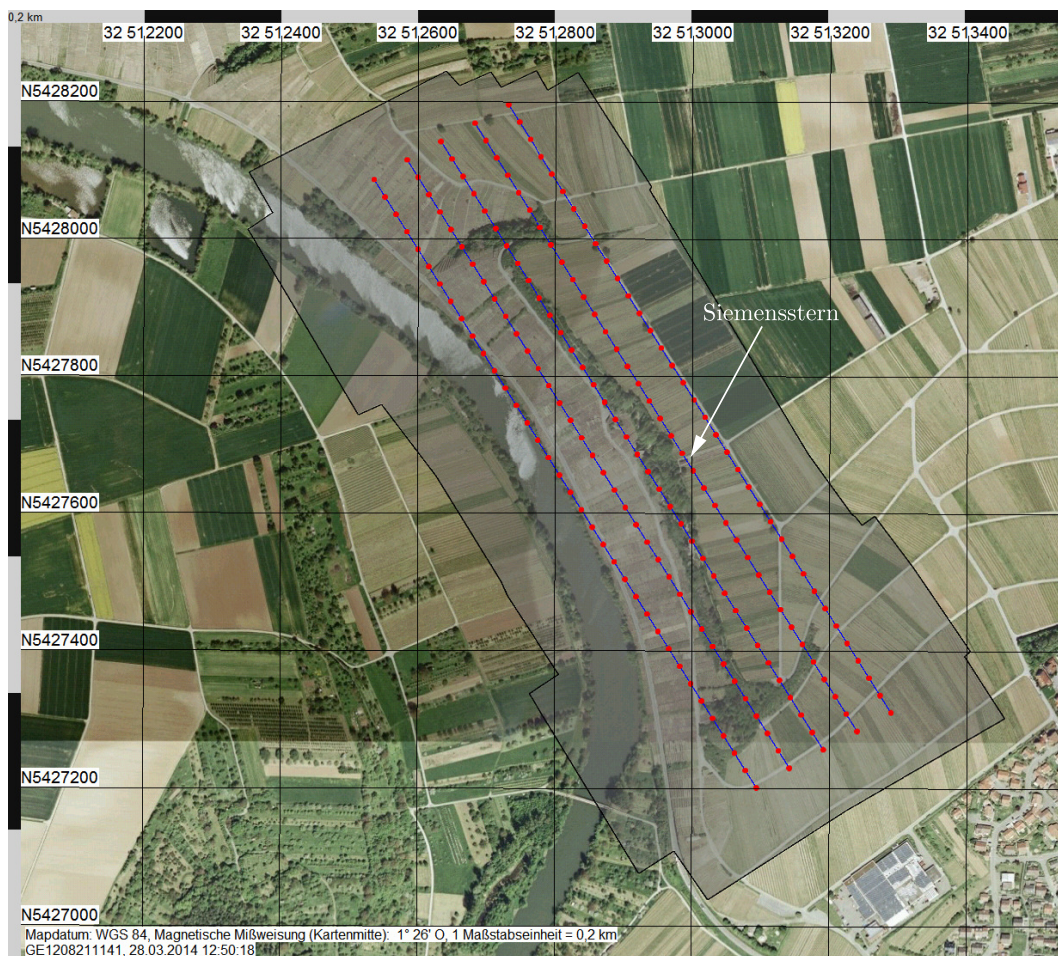 0,2 km
32 512200 32 512400 32 512600 32 512800 32 513000 32 513200 32 513400
N5428200
N5428000
Siemensstern
N5427800
N5427600
N5427400
N5427200
N5427000
Mapdatum: WGS 84, Magnetische Mißweisung (Kartenmitte): 1° 26' O, 1 Maßstabseinheit = 0,2 km
GE1208211141, 28.03.2014 12:50:18